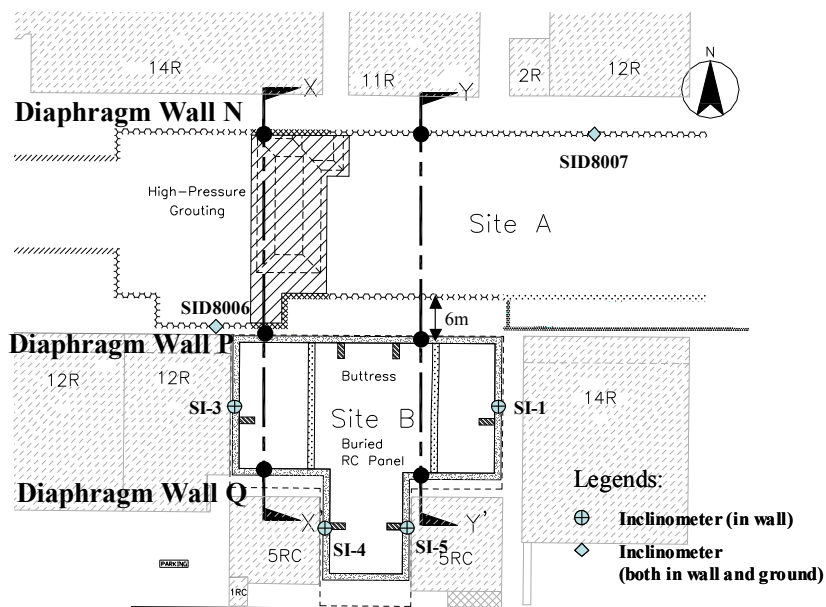 14R
11R
2R
12R
N
X
Y
Diaphragm Wall N
SID8007
High-Pressure
Grouting
Site A
SID8006
6m
Diaphragm Wall P
12R
12R
Buttress
14R
SI-3
SI-1
Site B
Buried
RC Panel
Legends:
Diaphragm Wall Q
Inclinometer (in wall)
X
Y'
SI-4
SI-5
5RC
5RC
Inclinometer
(both in wall and ground)
PARKING
1RC